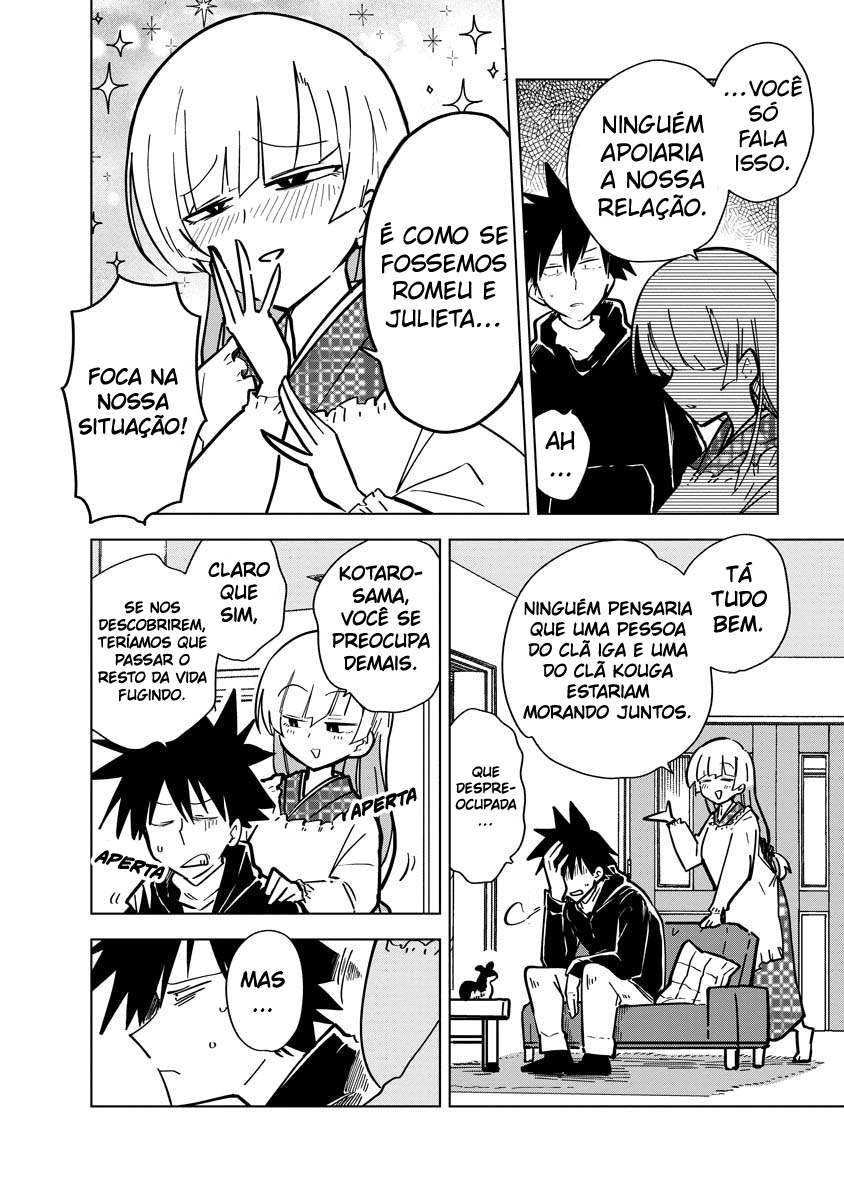 ...VOCÊ
SÓ
FALA
ISSO.
NINGUÉM
APOIARIA
A NOSSA
RELAÇÃO.
AH
...
É COMO SE
FOSSEMOS
ROMEU E
JULIETA...
FOCA NA
NOSSA
SITUAÇÃO!
TÁ
TUDO
BEM.
NINGUÉM PENSARIA
QUE UMA PESSOA
DO CLÃ IGA E UMA
DO CLÃ KOUGA
ESTARIAM
MORANDO JUNTOS.
QUE
DESPRE-
OCUPADA
...
KOTARO-
SAMA,
VOCÊ SE
PREOCUPA
DEMAIS.
CLARO
QUE
SIM,
SE NOS
DESCOBRIREM,
TERÍAMOS QUE
PASSAR O
RESTO DA VIDA
FUGINDO.
APERTA
APERTA
MAS
...